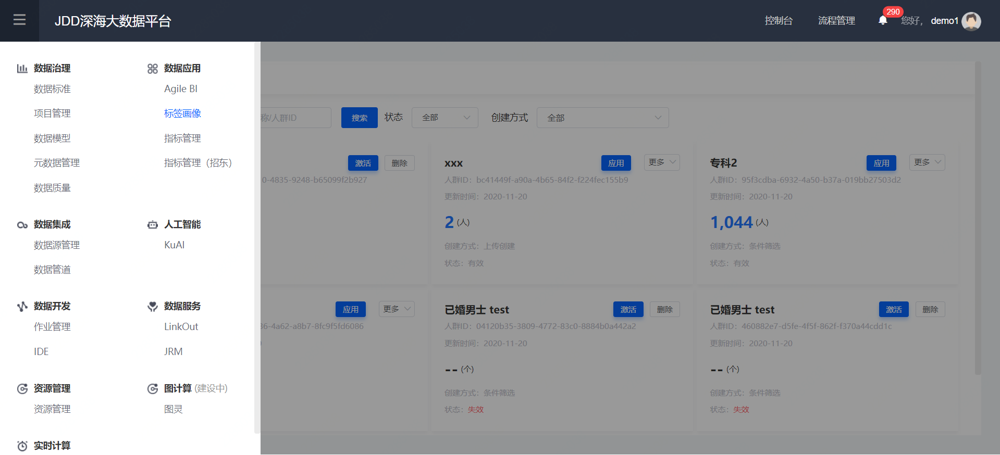 JDD深海大数据平台
控制台 流程管理 290 您好, demo1
数据治理
数据标准
项目管理
数据模型
元数据管理
数据质量
数据应用
Agile BI
标签画像
指标管理
指标管理（招东）
数据集成
数据源管理
数据管道
人工智能
KuAI
数据开发
作业管理
IDE
数据服务
LinkOut
JRM
资源管理
资源管理
图计算 (建设中)
图灵
实时计算
称/人群ID 搜索 状态 全部 创建方式 全部
激活 删除
0-4835-9248-b65099f2b927
xxx 应用 更多
人群ID：bc41449f-a90a-4b65-84f2-f224fec155b9
更新时间：2020-11-20
2 (人)
创建方式：上传创建
状态：有效
专科2 应用 更多
人群ID：95f3cdba-6932-4a50-b37a-019bb27503d2
更新时间：2020-11-20
1,044 (人)
创建方式：条件筛选
状态：有效
应用 更多
36-4a62-a8b7-8fc9f5fd6086
已婚男士 test 激活 删除
人群ID：04120b35-3809-4772-83c0-8884b0a442a2
更新时间：2020-11-20
-- (个)
创建方式：条件筛选
状态：失效
已婚男士 test 激活 删除
人群ID：460882e7-d5fe-4f5f-862f-f370a44cdd1c
更新时间：2020-11-20
-- (个)
创建方式：条件筛选
状态：失效